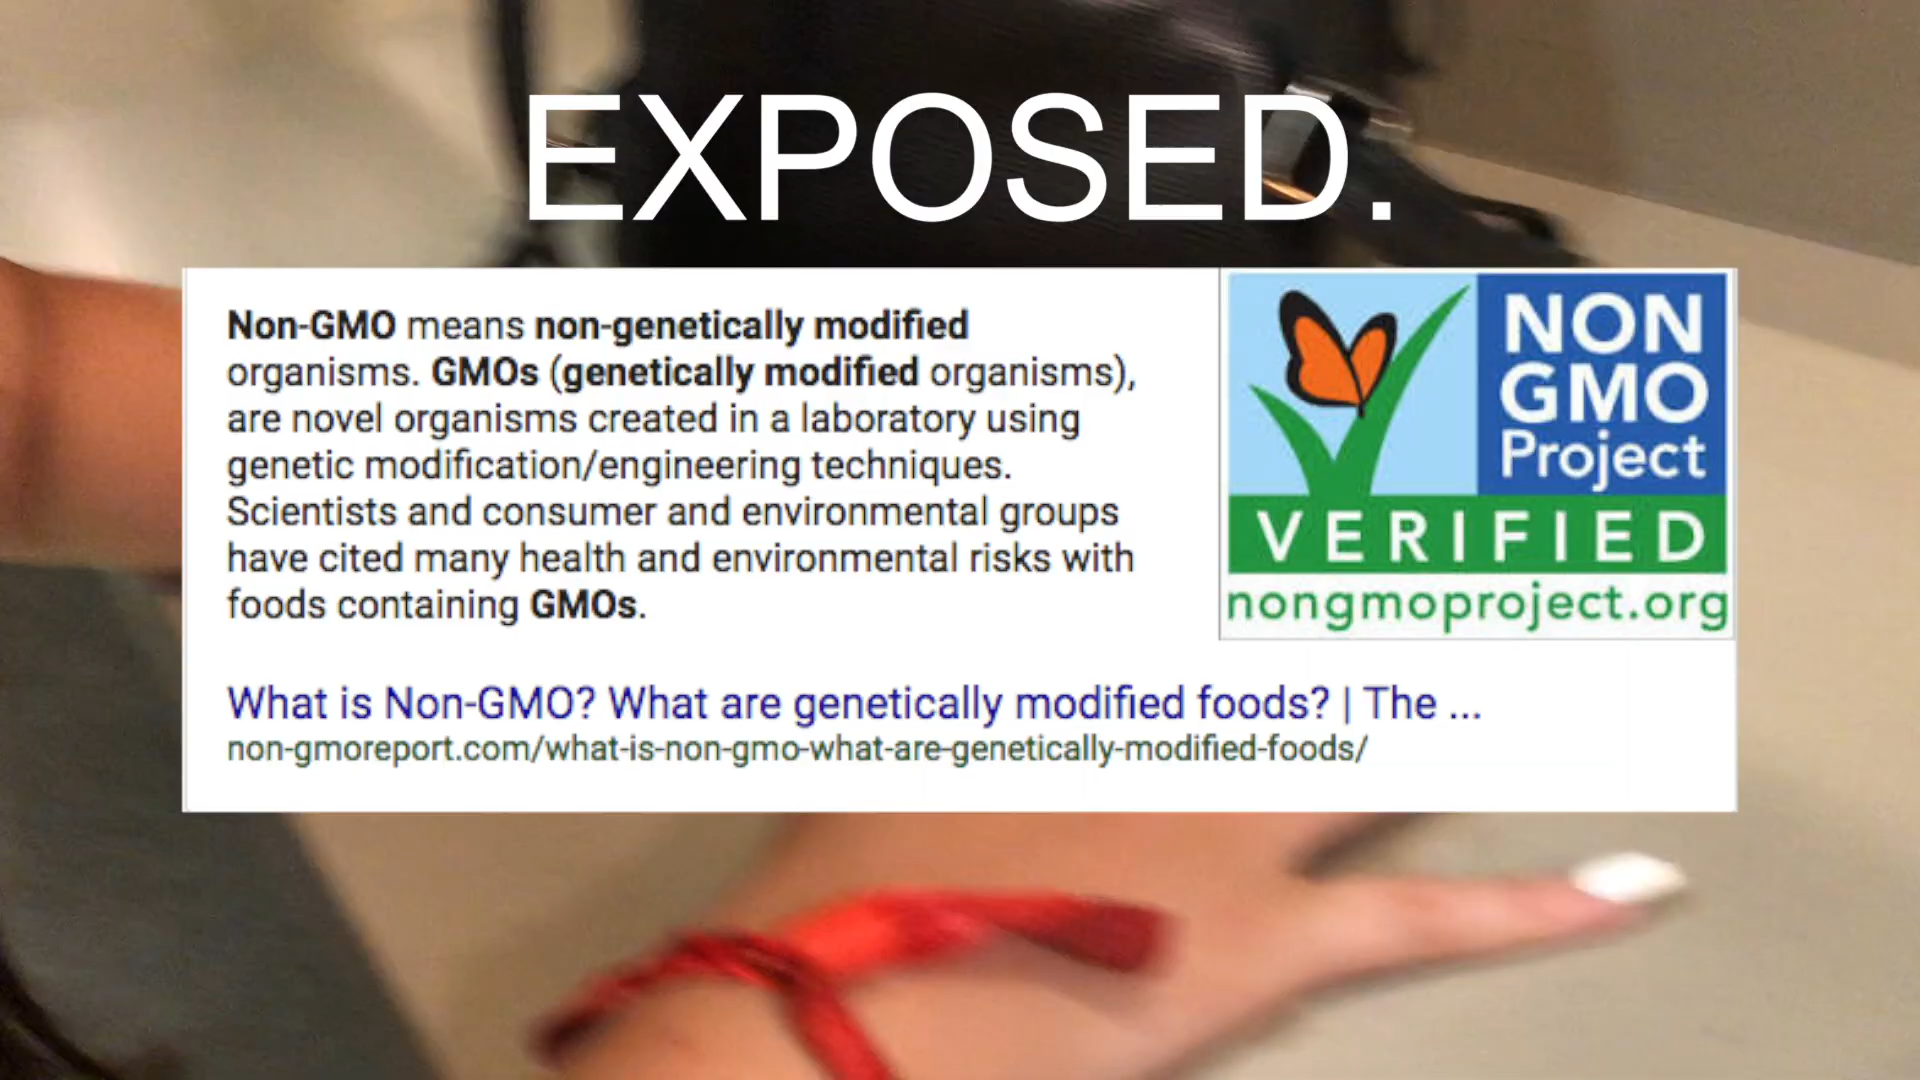 EXPOSED.
Non-GMO means non-genetically modified
organisms. GMOs (genetically modified organisms),
are novel organisms created in a laboratory using
genetic modification/engineering techniques.
Scientists and consumer and environmental groups
have cited many health and environmental risks with
foods containing GMOs.
NON
GMO
Project
VERIFIED
nongmoproject.org
What is Non-GMO? What are genetically modified foods? | The ...
non-gmoreport.com/what-is-non-gmo-what-are-genetically-modified-foods/